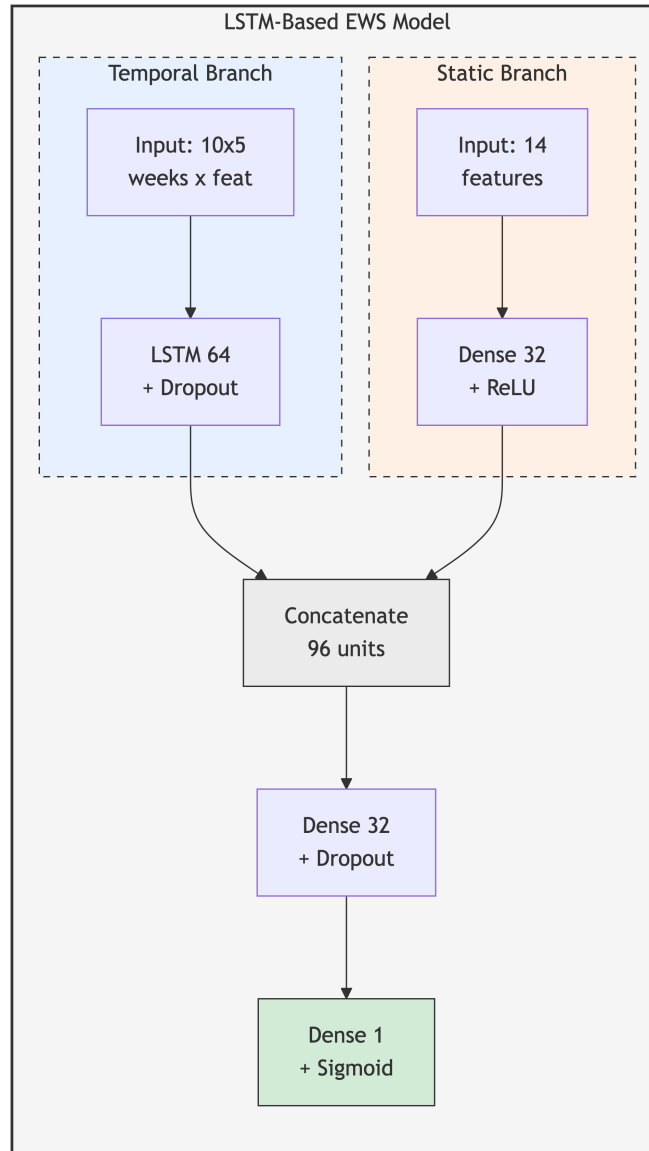 LSTM-Based EWS Model
Temporal Branch
Input: 10x5
weeks x feat
LSTM 64
+ Dropout
Static Branch
Input: 14
features
Dense 32
+ ReLU
Concatenate
96 units
Dense 32
+ Dropout
Dense 1
+ Sigmoid